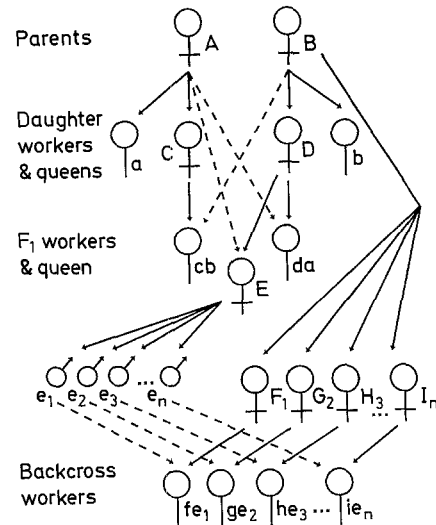 Parents
A B
Daughter
workers
& queens
a C D b
F₁ workers
& queen
cb E da
e₁ e₂ e₃ ... eₙ
F₁ G₂ H₃ ... Iₙ
Backcross
workers
fe₁ ge₂ he₃ ... ieₙ